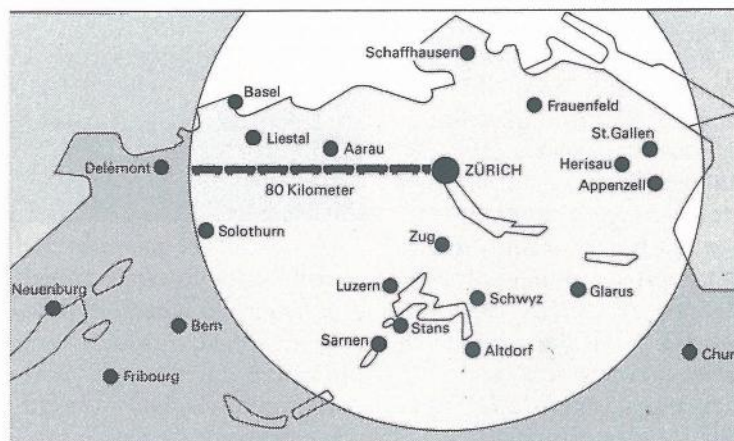 Schaffhausen
Basel
Frauenfeld
Liestal
Aarau
St.Gallen
Delémont
ZÜRICH
Herisau
80 Kilometer
Appenzell
Solothurn
Zug
Luzern
Neuenburg
Schwyz
Glarus
Bern
Stans
Sarnen
Altdorf
Chur
Fribourg